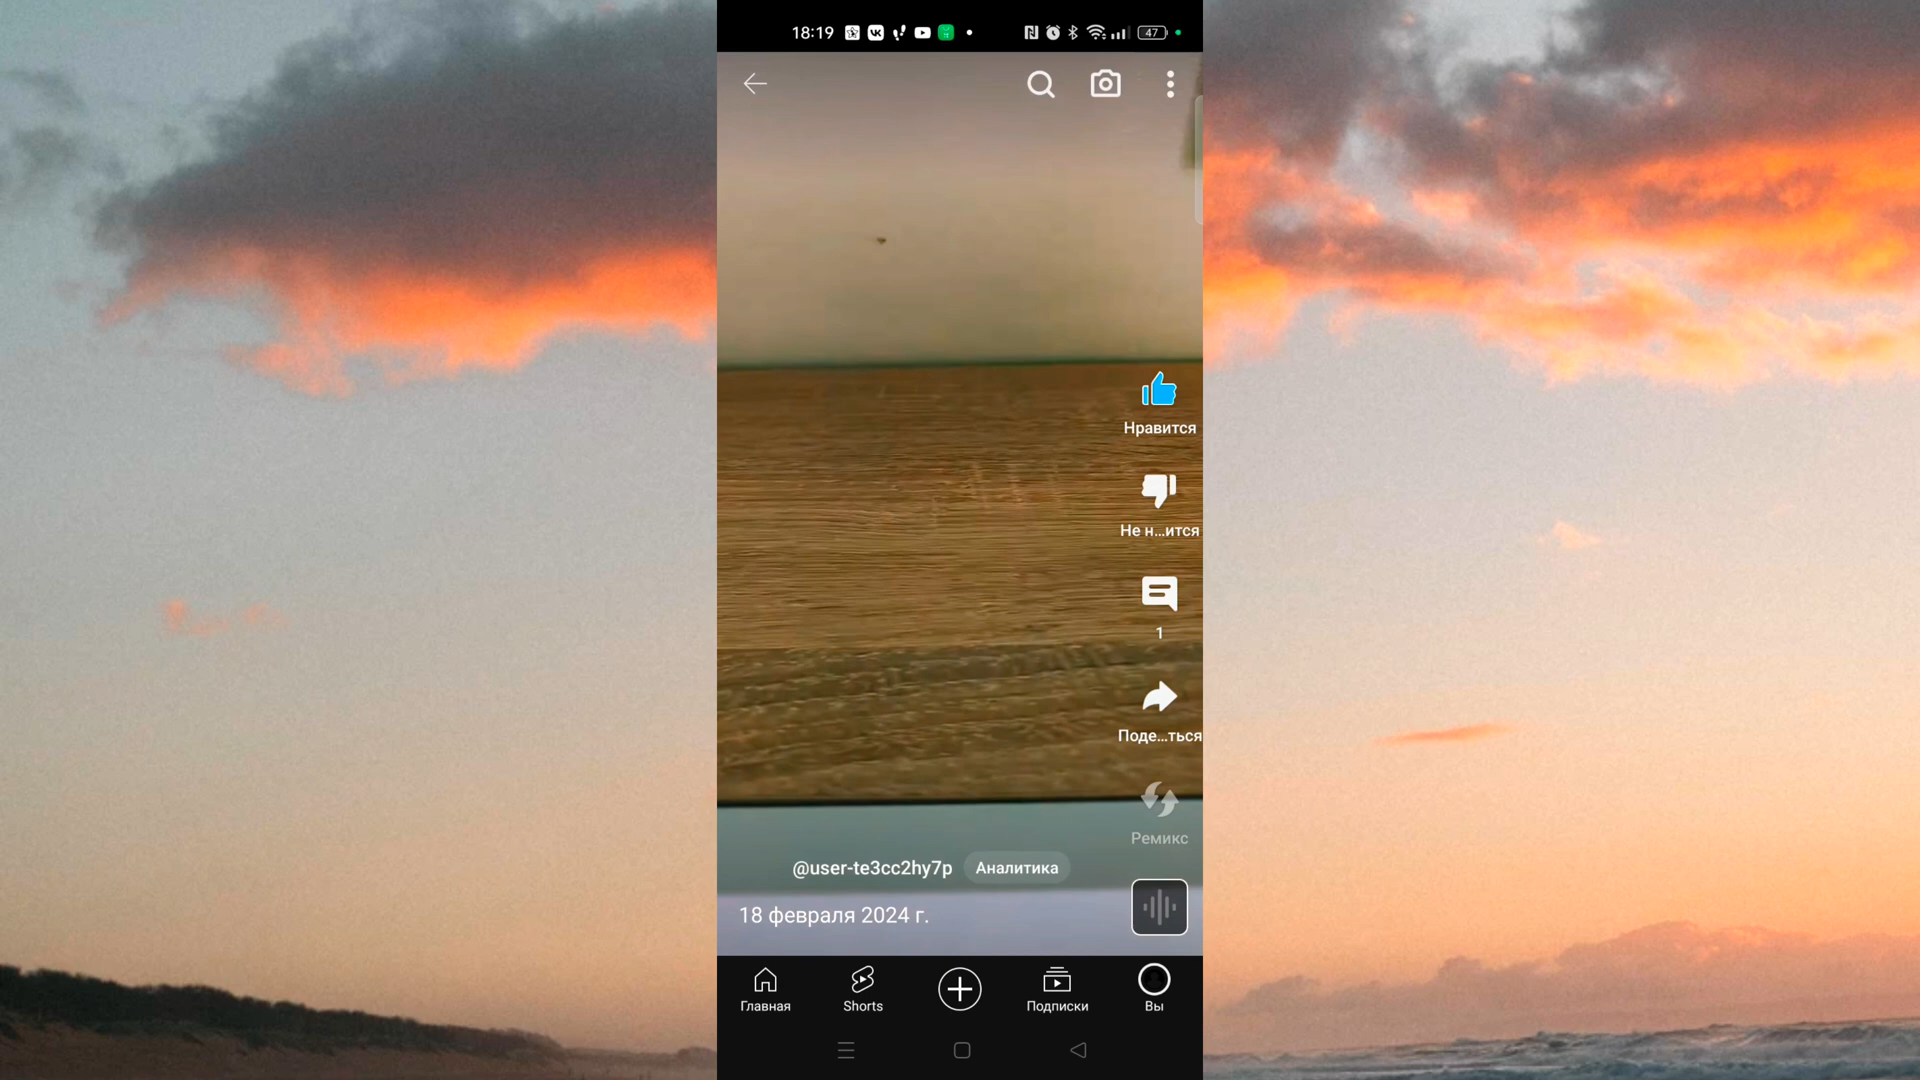 18:19
47
Нравится
Не н...ится
1
Поде...ться
Ремикс
@user-te3cc2hy7p Аналитика
18 февраля 2024 г.
Главная Shorts Подписки Вы